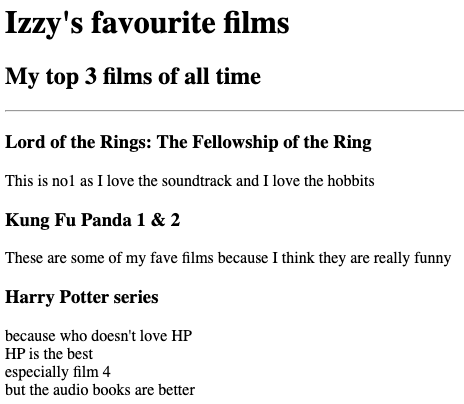 Izzy's favourite films
My top 3 films of all time
Lord of the Rings: The Fellowship of the Ring
This is no1 as I love the soundtrack and I love the hobbits
Kung Fu Panda 1 & 2
These are some of my fave films because I think they are really funny
Harry Potter series
because who doesn't love HP
HP is the best
especially film 4
but the audio books are better